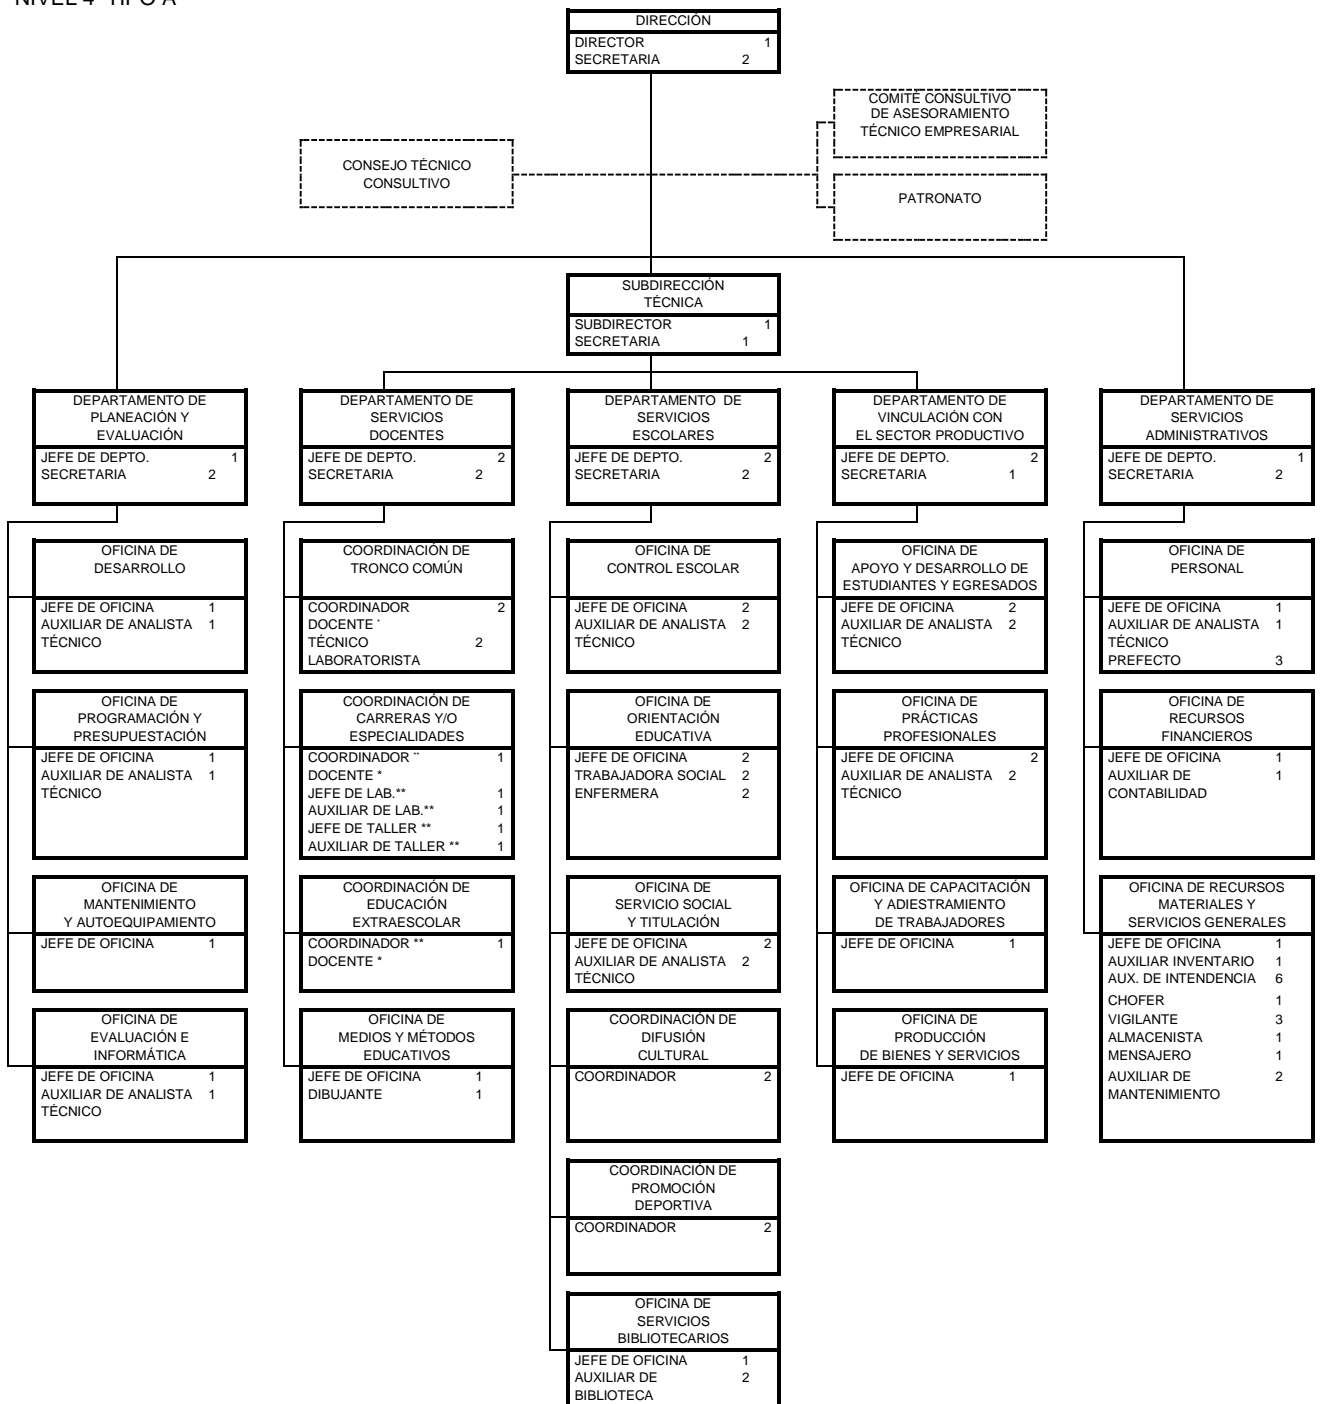 NIVEL 4 TIPO A
DIRECCIÓN
DIRECTOR 1
SECRETARIA 2
COMITÉ CONSULTIVO
DE ASESORAMIENTO
TÉCNICO EMPRESARIAL
CONSEJO TÉCNICO
CONSULTIVO
PATRONATO
SUBDIRECCIÓN
TÉCNICA
SUBDIRECTOR 1
SECRETARIA 1
DEPARTAMENTO DE
PLANEACIÓN Y
EVALUACIÓN
JEFE DE DEPTO. 1
SECRETARIA 2
OFICINA DE
DESARROLLO
JEFE DE OFICINA 1
AUXILIAR DE ANALISTA 1
TÉCNICO
OFICINA DE
PROGRAMACIÓN Y
PRESUPUESTACIÓN
JEFE DE OFICINA 1
AUXILIAR DE ANALISTA 1
TÉCNICO
OFICINA DE
MANTENIMIENTO
Y AUTOEQUIPAMIENTO
JEFE DE OFICINA 1
OFICINA DE
EVALUACIÓN E
INFORMÁTICA
JEFE DE OFICINA 1
AUXILIAR DE ANALISTA 1
TÉCNICO
DEPARTAMENTO DE
SERVICIOS
DOCENTES
JEFE DE DEPTO. 2
SECRETARIA 2
COORDINACIÓN DE
TRONCO COMÚN
COORDINADOR 2
DOCENTE *
TÉCNICO 2
LABORATORISTA
COORDINACIÓN DE
CARRERAS Y/O
ESPECIALIDADES
COORDINADOR ** 1
DOCENTE *
JEFE DE LAB.** 1
AUXILIAR DE LAB.** 1
JEFE DE TALLER ** 1
AUXILIAR DE TALLER ** 1
COORDINACIÓN DE
EDUCACIÓN
EXTRAESCOLAR
COORDINADOR ** 1
DOCENTE *
OFICINA DE
MEDIOS Y MÉTODOS
EDUCATIVOS
JEFE DE OFICINA 1
DIBUJANTE 1
DEPARTAMENTO DE
SERVICIOS
ESCOLARES
JEFE DE DEPTO. 2
SECRETARIA 2
OFICINA DE
CONTROL ESCOLAR
JEFE DE OFICINA 2
AUXILIAR DE ANALISTA 2
TÉCNICO
OFICINA DE
ORIENTACIÓN
EDUCATIVA
JEFE DE OFICINA 2
TRABAJADORA SOCIAL 2
ENFERMERA 2
OFICINA DE
SERVICIO SOCIAL
Y TITULACIÓN
JEFE DE OFICINA 2
AUXILIAR DE ANALISTA 2
TÉCNICO
COORDINACIÓN DE
DIFUSIÓN
CULTURAL
COORDINADOR 2
COORDINACIÓN DE
PROMOCIÓN
DEPORTIVA
COORDINADOR 2
OFICINA DE
SERVICIOS
BIBLIOTECARIOS
JEFE DE OFICINA 1
AUXILIAR DE 2
BIBLIOTECA
DEPARTAMENTO DE
VINCULACIÓN CON
EL SECTOR PRODUCTIVO
JEFE DE DEPTO. 2
SECRETARIA 1
OFICINA DE
APOYO Y DESARROLLO DE
ESTUDIANTES Y EGRESADOS
JEFE DE OFICINA 2
AUXILIAR DE ANALISTA 2
TÉCNICO
OFICINA DE
PRÁCTICAS
PROFESIONALES
JEFE DE OFICINA 2
AUXILIAR DE ANALISTA 2
TÉCNICO
OFICINA DE CAPACITACIÓN
Y ADIESTRAMIENTO
DE TRABAJADORES
JEFE DE OFICINA 1
OFICINA DE
PRODUCCIÓN
DE BIENES Y SERVICIOS
JEFE DE OFICINA 1
DEPARTAMENTO DE
SERVICIOS
ADMINISTRATIVOS
JEFE DE DEPTO. 1
SECRETARIA 2
OFICINA DE
PERSONAL
JEFE DE OFICINA 1
AUXILIAR DE ANALISTA 1
TÉCNICO
PREFECTO 3
OFICINA DE
RECURSOS
FINANCIEROS
JEFE DE OFICINA 1
AUXILIAR DE 1
CONTABILIDAD
OFICINA DE RECURSOS
MATERIALES Y
SERVICIOS GENERALES
JEFE DE OFICINA 1
AUXILIAR INVENTARIO 1
AUX. DE INTENDENCIA 6
CHOFER 1
VIGILANTE 3
ALMACENISTA 1
MENSAJERO 1
AUXILIAR DE 2
MANTENIMIENTO